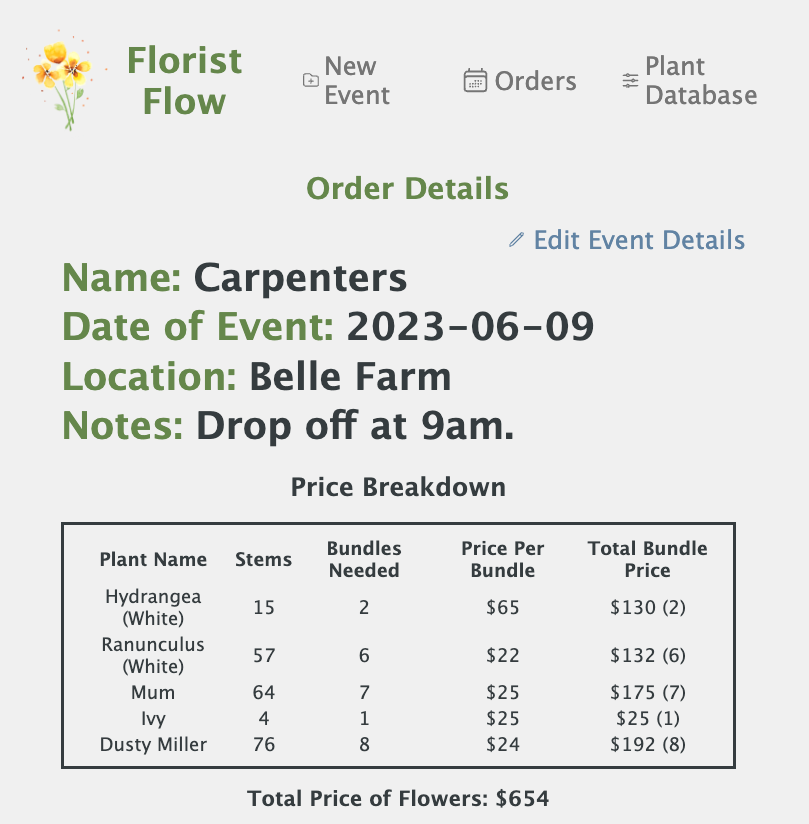 Florist
Flow
New
Event
Orders
Plant
Database
Order Details
Edit Event Details
Name: Carpenters
Date of Event: 2023-06-09
Location: Belle Farm
Notes: Drop off at 9am.
Price Breakdown
Plant Name Stems Bundles Needed Price Per Bundle Total Bundle Price
Hydrangea (White) 15 2 $65 $130 (2)
Ranunculus (White) 57 6 $22 $132 (6)
Mum 64 7 $25 $175 (7)
Ivy 4 1 $25 $25 (1)
Dusty Miller 76 8 $24 $192 (8)
Total Price of Flowers: $654